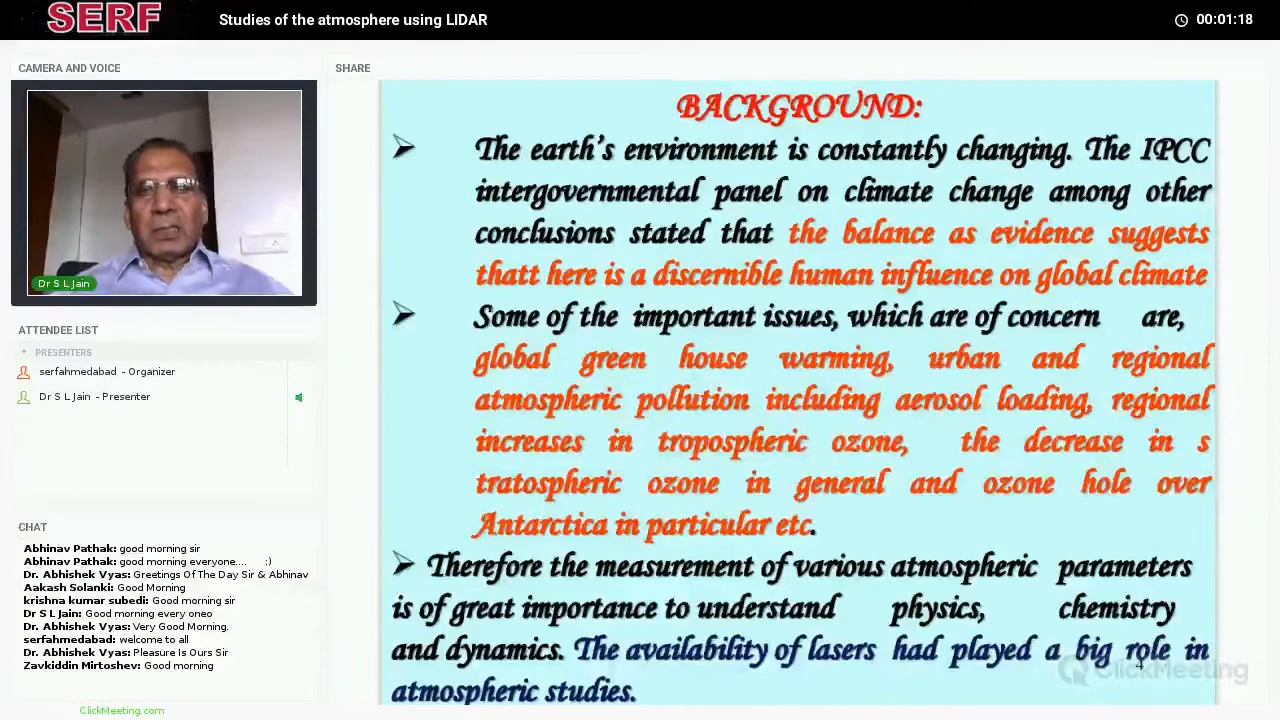 SERF
Studies of the atmosphere using LIDAR
00:01:18
CAMERA AND VOICE
Dr S L Jain
ATTENDEE LIST
PRESENTERS
serfahmedabad - Organizer
Dr S L Jain - Presenter
CHAT
Abhinav Pathak: good morning sir
Abhinav Pathak: good morning everyone.... :)
Dr. Abhishek Vyas: Greetings Of The Day Sir & Abhinav
Aakash Solanki: Good Morning
krishna kumar subedi: Good morning sir
Dr S L Jain: Good morning every oneo
Dr. Abhishek Vyas: Very Good Morning.
serfahmedabad: welcome to all
Dr. Abhishek Vyas: Pleasure Is Ours Sir
Zavkiddin Mirtoshev: Good morning
ClickMeeting.com
SHARE
BACKGROUND:
The earth's environment is constantly changing. The IPCC
intergovernmental panel on climate change among other
conclusions stated that the balance as evidence suggests
thatt here is a discernible human influence on global climate
Some of the important issues, which are of concern are,
global green house warming, urban and regional
atmospheric pollution including aerosol loading, regional
increases in tropospheric ozone, the decrease in s
tratospheric ozone in general and ozone hole over
Antarctica in particular etc.
Therefore the measurement of various atmospheric parameters
is of great importance to understand physics, chemistry
and dynamics. The availability of lasers had played a big role in
atmospheric studies.
4
ClickMeeting